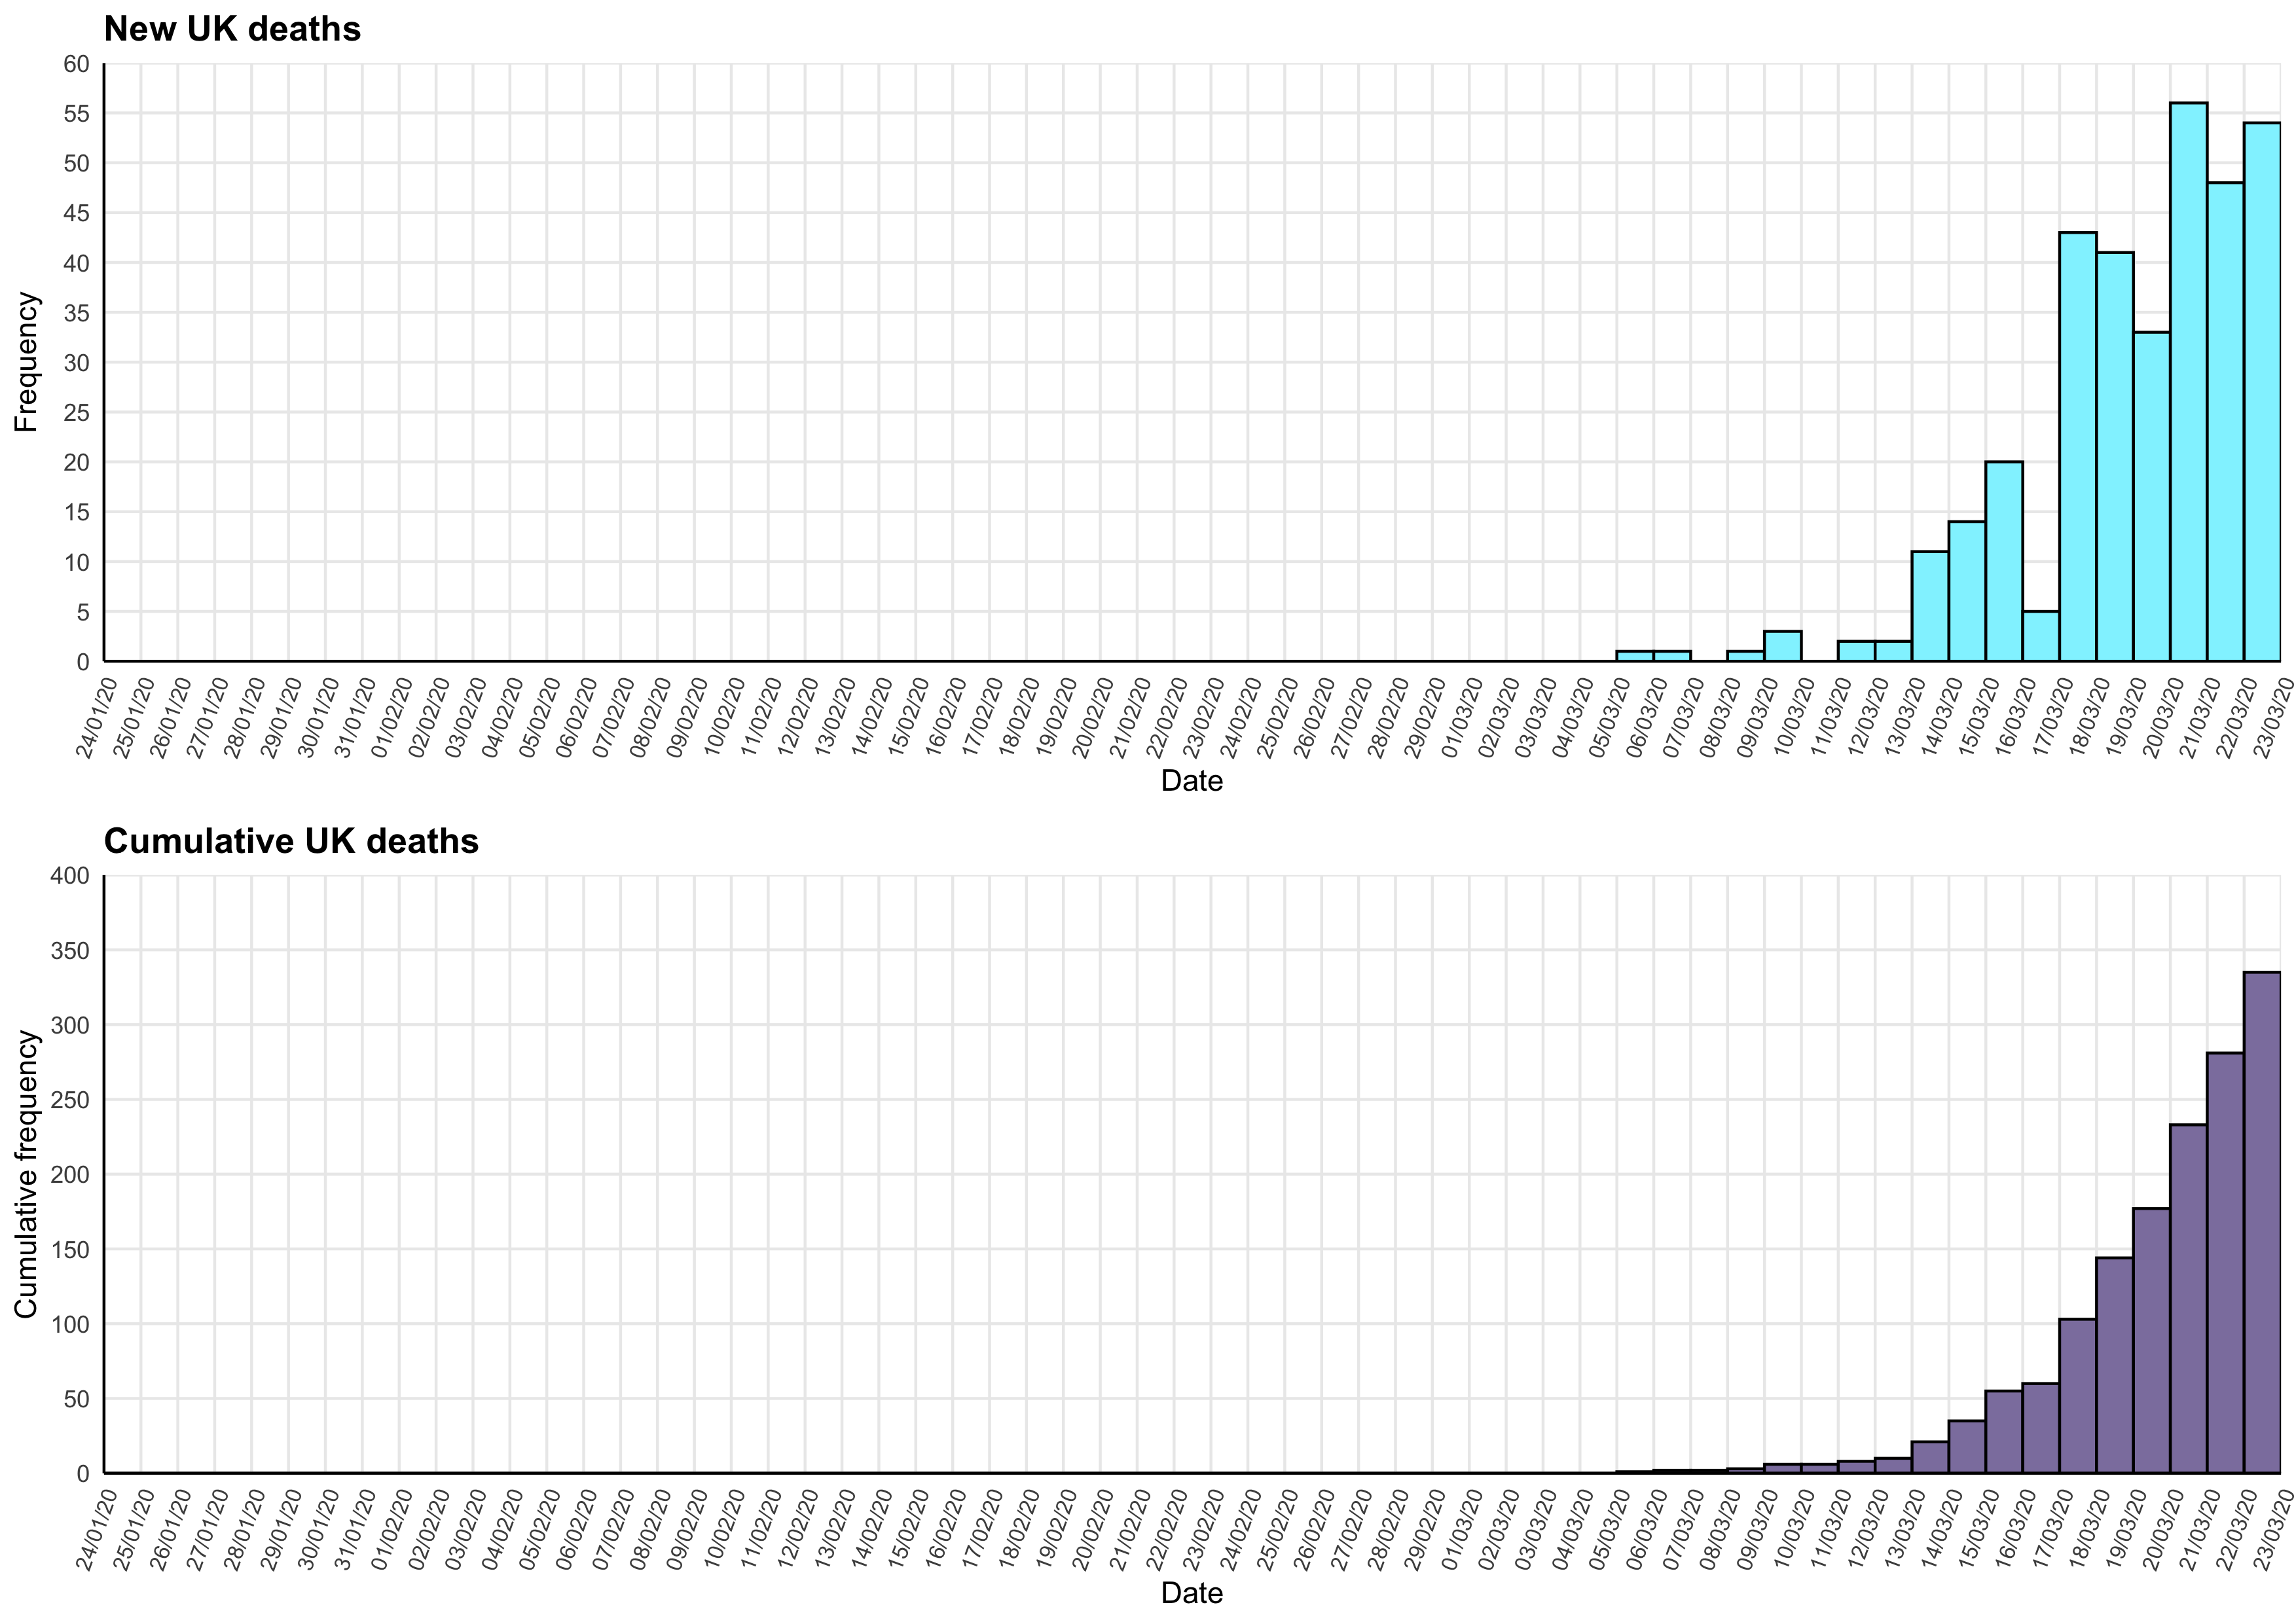 New UK deaths
60
55
50
45
40
35
30
25
20
15
10
5
0
Frequency
24/01/20 25/01/20 26/01/20 27/01/20 28/01/20 29/01/20 30/01/20 31/01/20 01/02/20 02/02/20 03/02/20 04/02/20 05/02/20 06/02/20 07/02/20 08/02/20 09/02/20 10/02/20 11/02/20 12/02/20 13/02/20 14/02/20 15/02/20 16/02/20 17/02/20 18/02/20 19/02/20 20/02/20 21/02/20 22/02/20 23/02/20 24/02/20 25/02/20 26/02/20 27/02/20 28/02/20 29/02/20 01/03/20 02/03/20 03/03/20 04/03/20 05/03/20 06/03/20 07/03/20 08/03/20 09/03/20 10/03/20 11/03/20 12/03/20 13/03/20 14/03/20 15/03/20 16/03/20 17/03/20 18/03/20 19/03/20 20/03/20 21/03/20 22/03/20 23/03/20
Date
Cumulative UK deaths
400
350
300
250
200
150
100
50
0
Cumulative frequency
24/01/20 25/01/20 26/01/20 27/01/20 28/01/20 29/01/20 30/01/20 31/01/20 01/02/20 02/02/20 03/02/20 04/02/20 05/02/20 06/02/20 07/02/20 08/02/20 09/02/20 10/02/20 11/02/20 12/02/20 13/02/20 14/02/20 15/02/20 16/02/20 17/02/20 18/02/20 19/02/20 20/02/20 21/02/20 22/02/20 23/02/20 24/02/20 25/02/20 26/02/20 27/02/20 28/02/20 29/02/20 01/03/20 02/03/20 03/03/20 04/03/20 05/03/20 06/03/20 07/03/20 08/03/20 09/03/20 10/03/20 11/03/20 12/03/20 13/03/20 14/03/20 15/03/20 16/03/20 17/03/20 18/03/20 19/03/20 20/03/20 21/03/20 22/03/20 23/03/20
Date